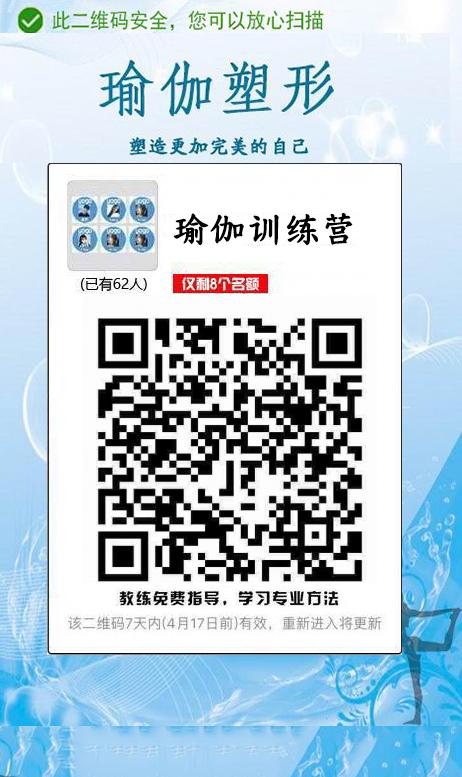 此二维码安全，您可以放心扫描
瑜伽塑形
塑造更加完美的自己
瑜伽训练营
(已有62人)
仅剩8个名额
教练免费指导，学习专业方法
该二维码7天内(4月17日前)有效，重新进入将更新